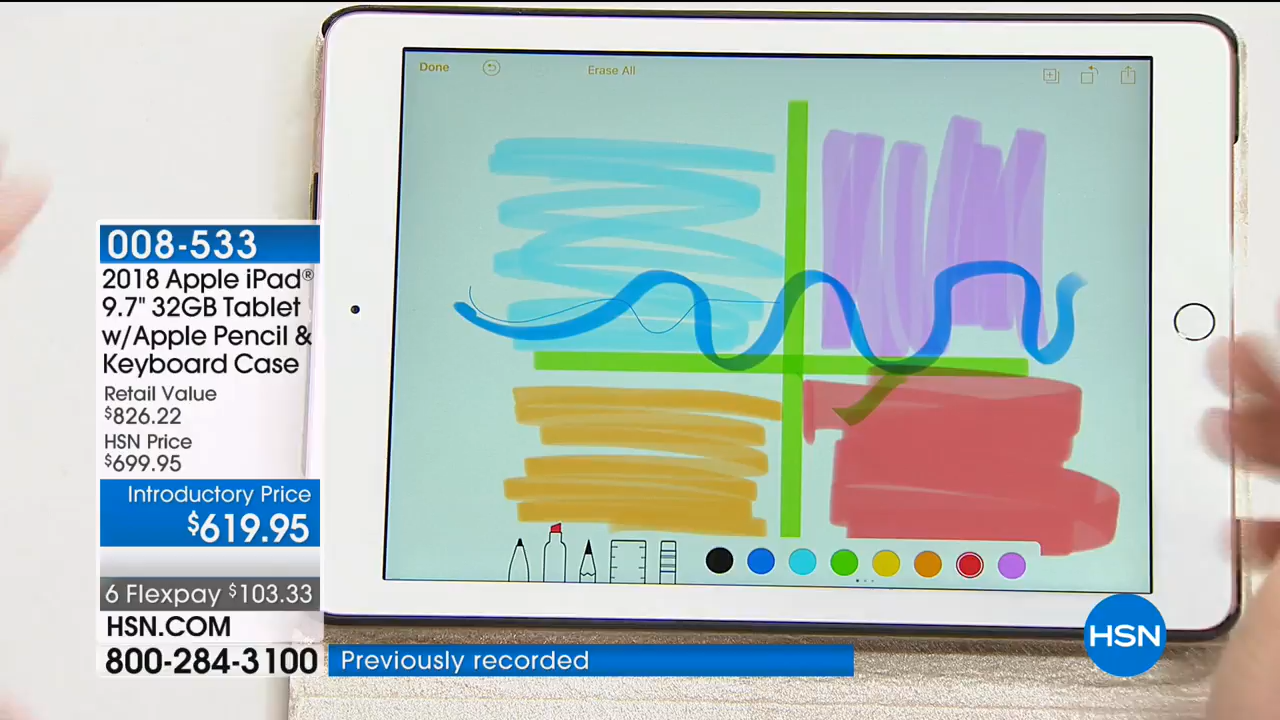 Done
Erase All
008-533
2018 Apple iPad®
9.7" 32GB Tablet
w/Apple Pencil &
Keyboard Case
Retail Value
$826.22
HSN Price
$699.95
Introductory Price
$619.95
6 Flexpay $103.33
HSN.COM
800-284-3100
Previously recorded
HSN